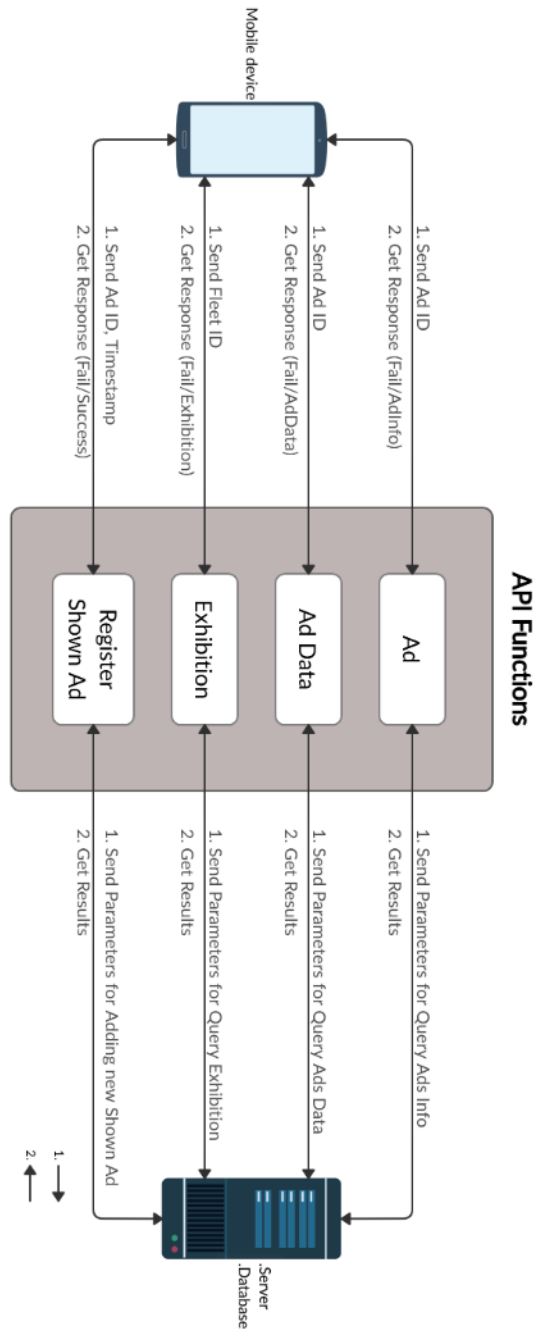 API Functions
Mobile device
1. Send Ad ID
2. Get Response (Fail/AdInfo)
Ad
1. Send Parameters for Query Ads Info
2. Get Results
1. Send Ad ID
2. Get Response (Fail/AdData)
Ad Data
1. Send Parameters for Query Ads Data
2. Get Results
1. Send Fleet ID
2. Get Response (Fail/Exhibition)
Exhibition
1. Send Parameters for Query Exhibition
2. Get Results
1. Send Ad ID, Timestamp
2. Get Response (Fail/Success)
Register
Shown Ad
1. Send Parameters for Adding new Shown Ad
2. Get Results
.Server
.Database
1.
2.